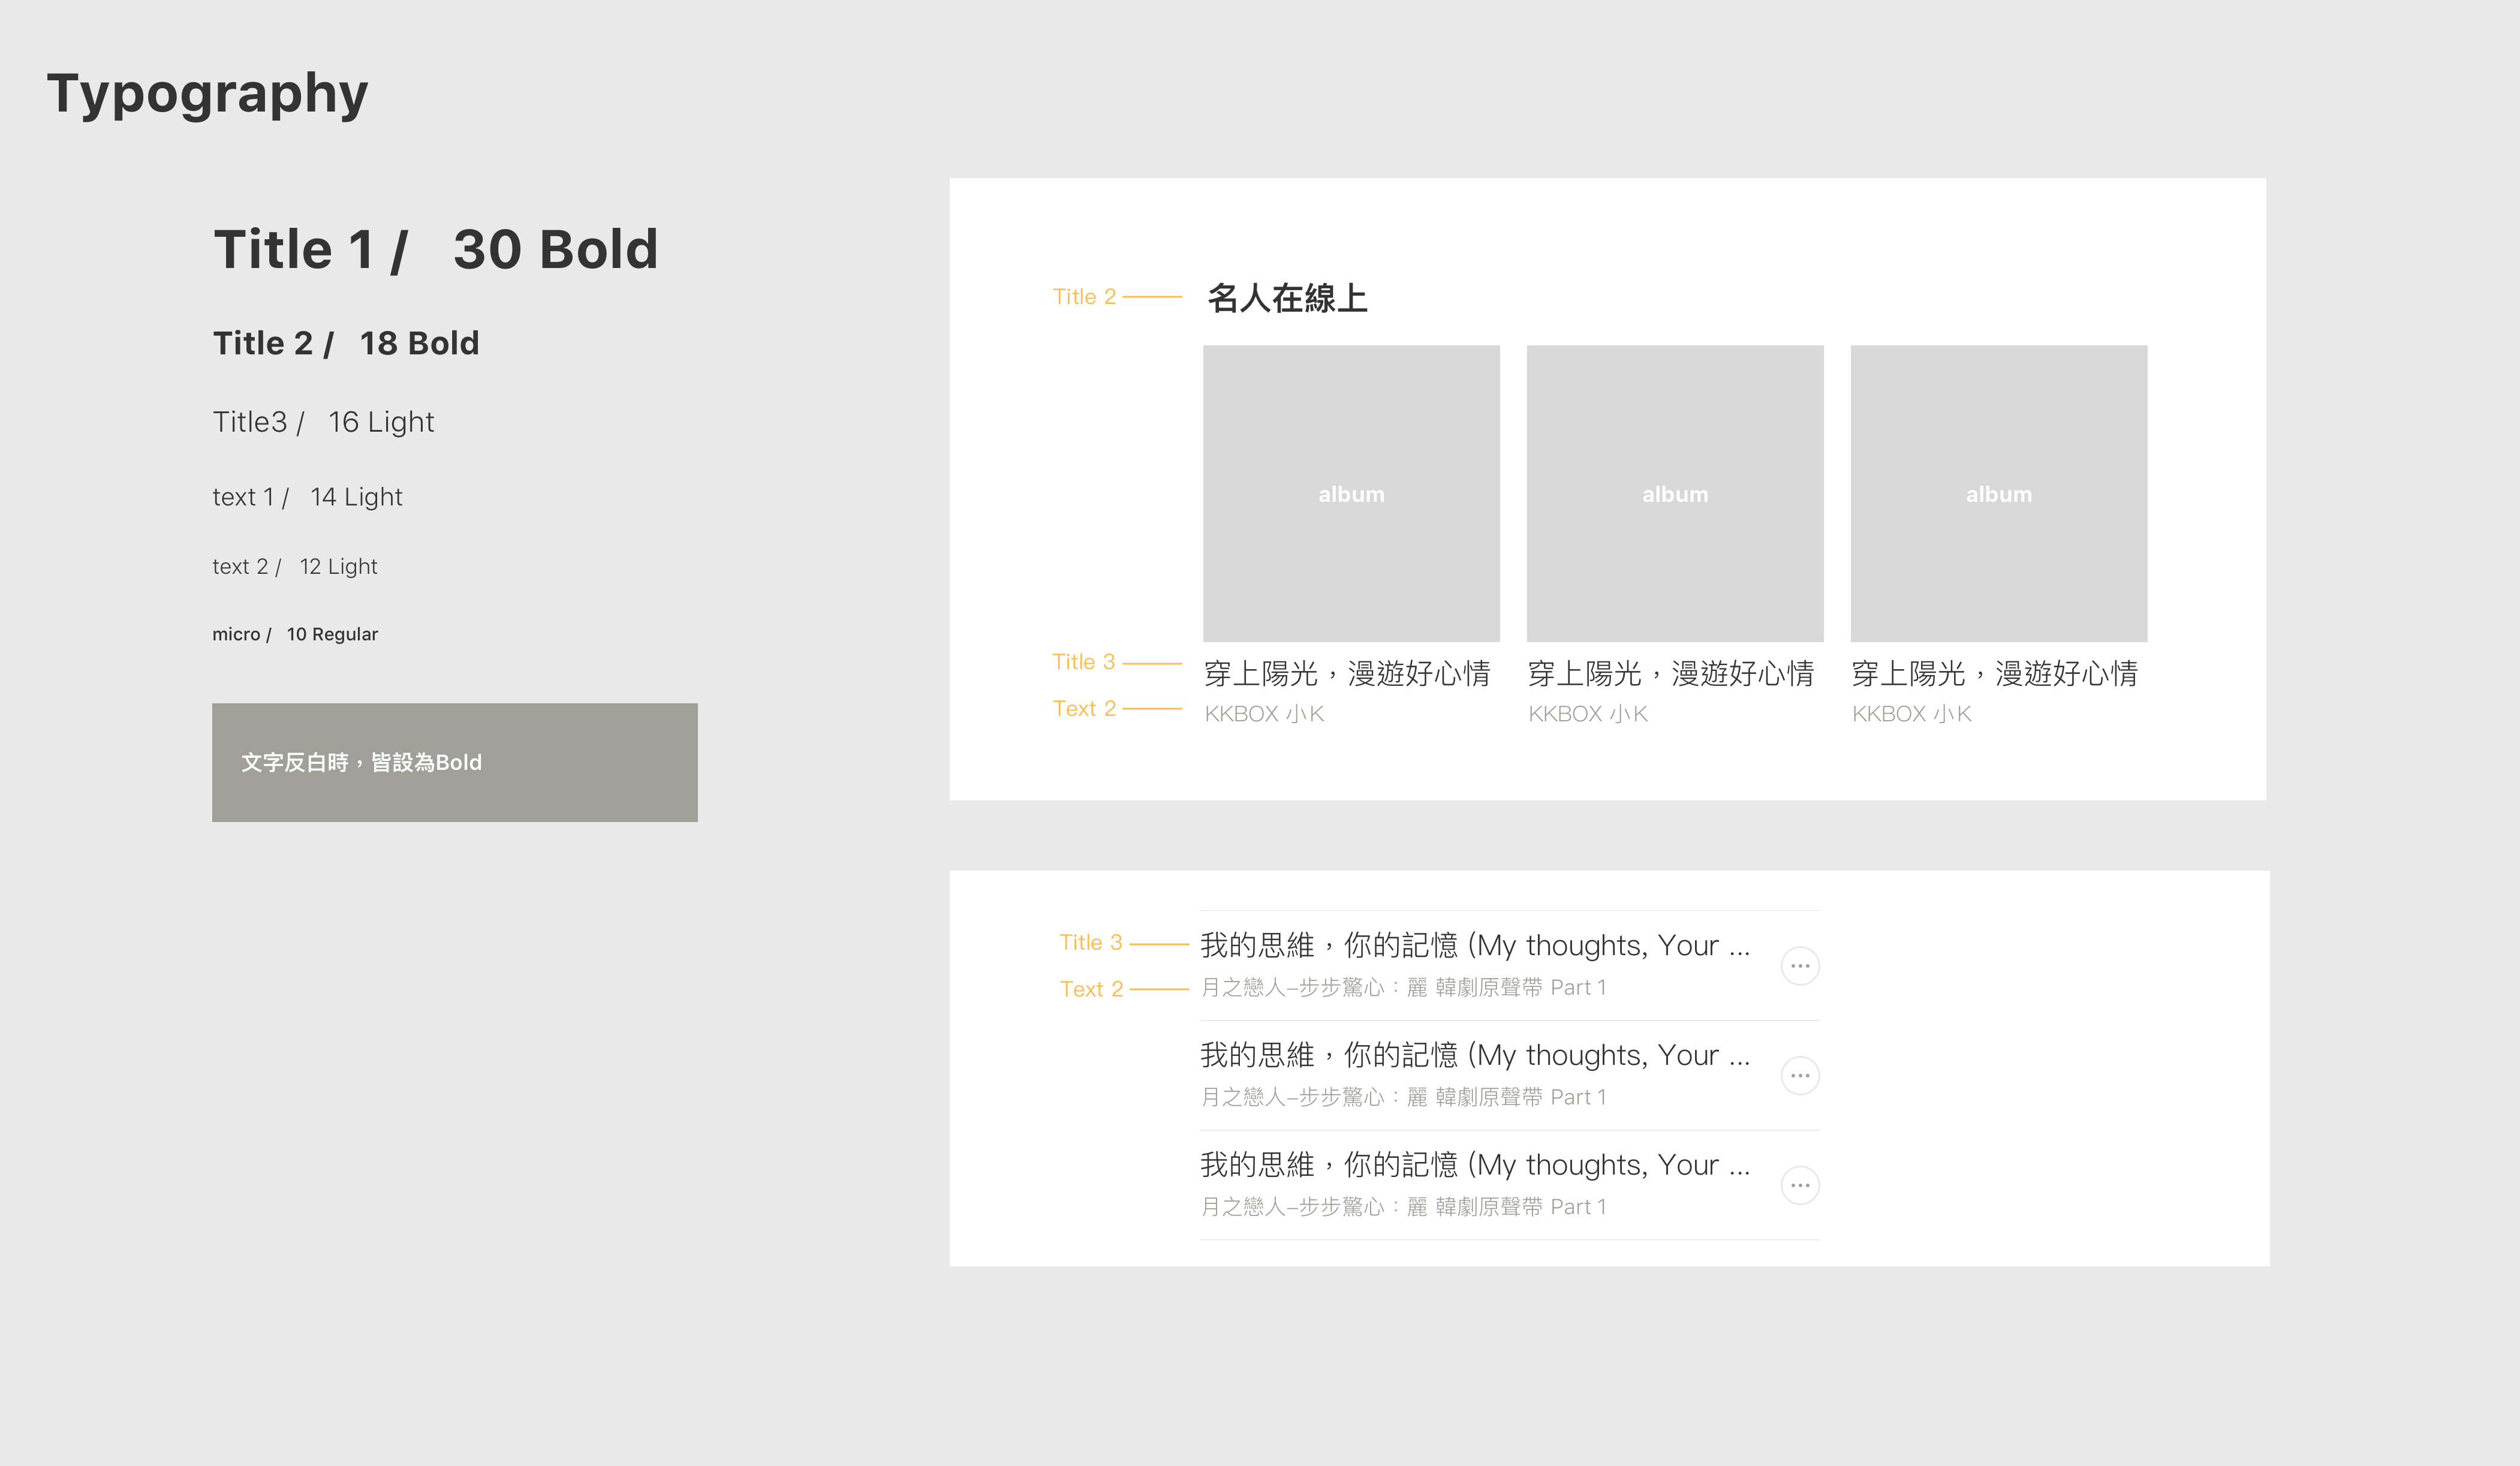 Typography
Title 1 / 30 Bold
Title 2 / 18 Bold
Title3 / 16 Light
text 1 / 14 Light
text 2 / 12 Light
micro / 10 Regular
文字反白時，皆設為Bold
Title 2
名人在線上
album
album
album
Title 3
穿上陽光，漫遊好心情
穿上陽光，漫遊好心情
穿上陽光，漫遊好心情
Text 2
KKBOX 小K
KKBOX 小K
KKBOX 小K
Title 3
我的思維，你的記憶 (My thoughts, Your ...
Text 2
月之戀人–步步驚心：麗 韓劇原聲帶 Part 1
我的思維，你的記憶 (My thoughts, Your ...
月之戀人–步步驚心：麗 韓劇原聲帶 Part 1
我的思維，你的記憶 (My thoughts, Your ...
月之戀人–步步驚心：麗 韓劇原聲帶 Part 1